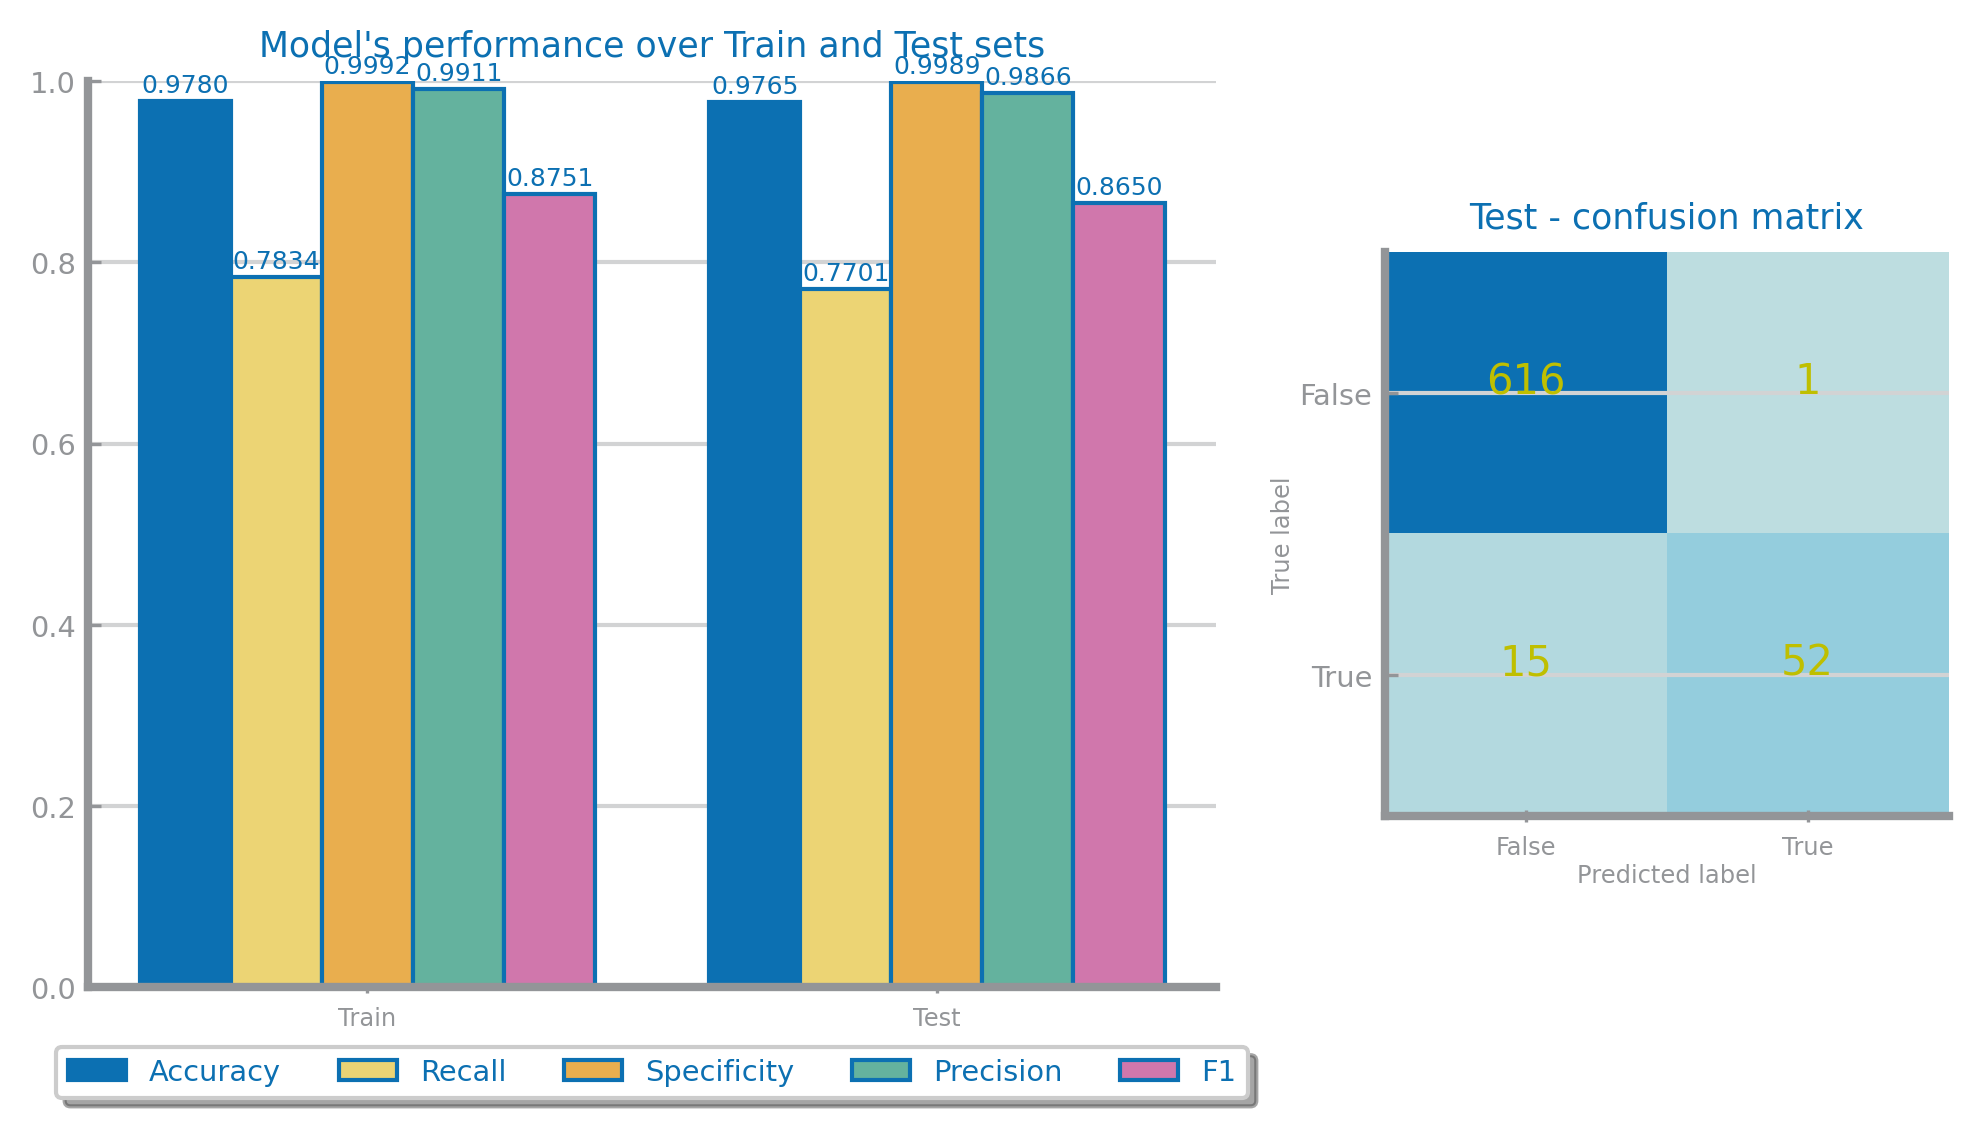 Model's performance over Train and Test sets
0.9780
0.7834
0.9992
0.9911
0.8751
0.9765
0.7701
0.9989
0.9866
0.8650
1.0
0.8
0.6
0.4
0.2
0.0
Train
Test
Accuracy Recall Specificity Precision F1
Test - confusion matrix
True label
False
616 1
True
15 52
False True
Predicted label